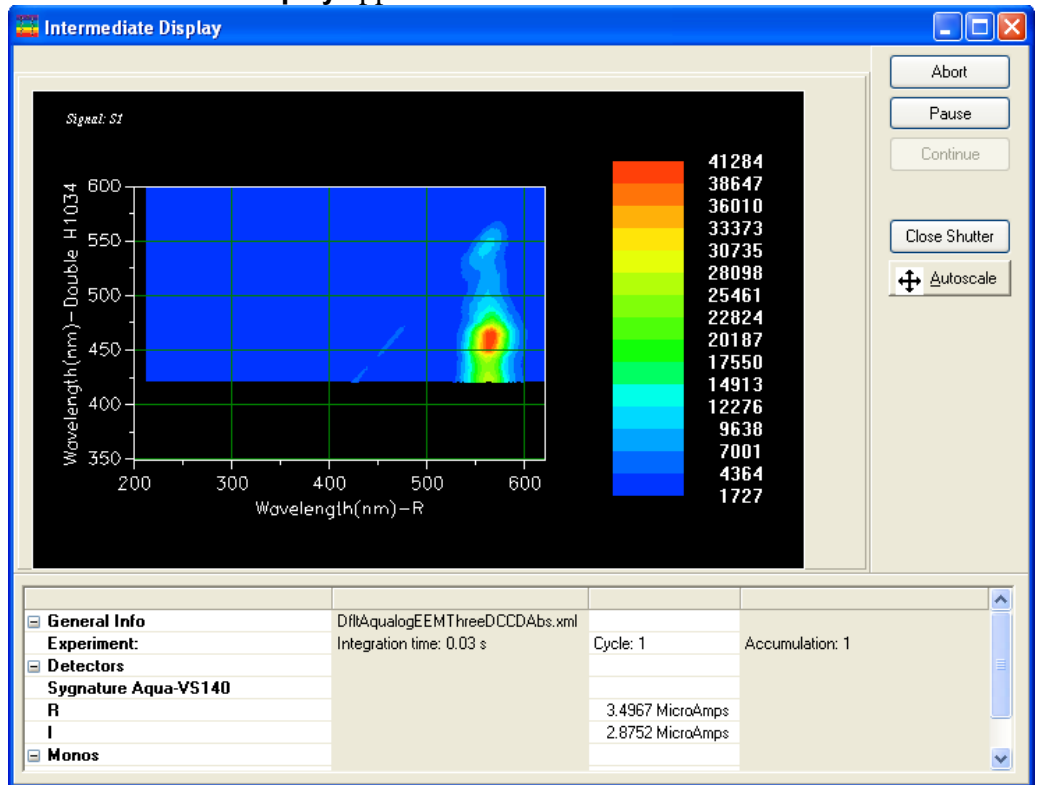 Intermediate Display
Abort
Pause
Continue
Close Shutter
Autoscale
Signal: S1
Wavelength(nm)-Double H1034
600
550
500
450
400
350
200 300 400 500 600
Wavelength(nm)-R
41284
38647
36010
33373
30735
28098
25461
22824
20187
17550
14913
12276
9638
7001
4364
1727
General Info DfltAqualogEEMThreeDCCDAbs.xml
Experiment: Integration time: 0.03 s Cycle: 1 Accumulation: 1
Detectors
Sygnature Aqua-VS140
R 3.4967 MicroAmps
I 2.8752 MicroAmps
Monos